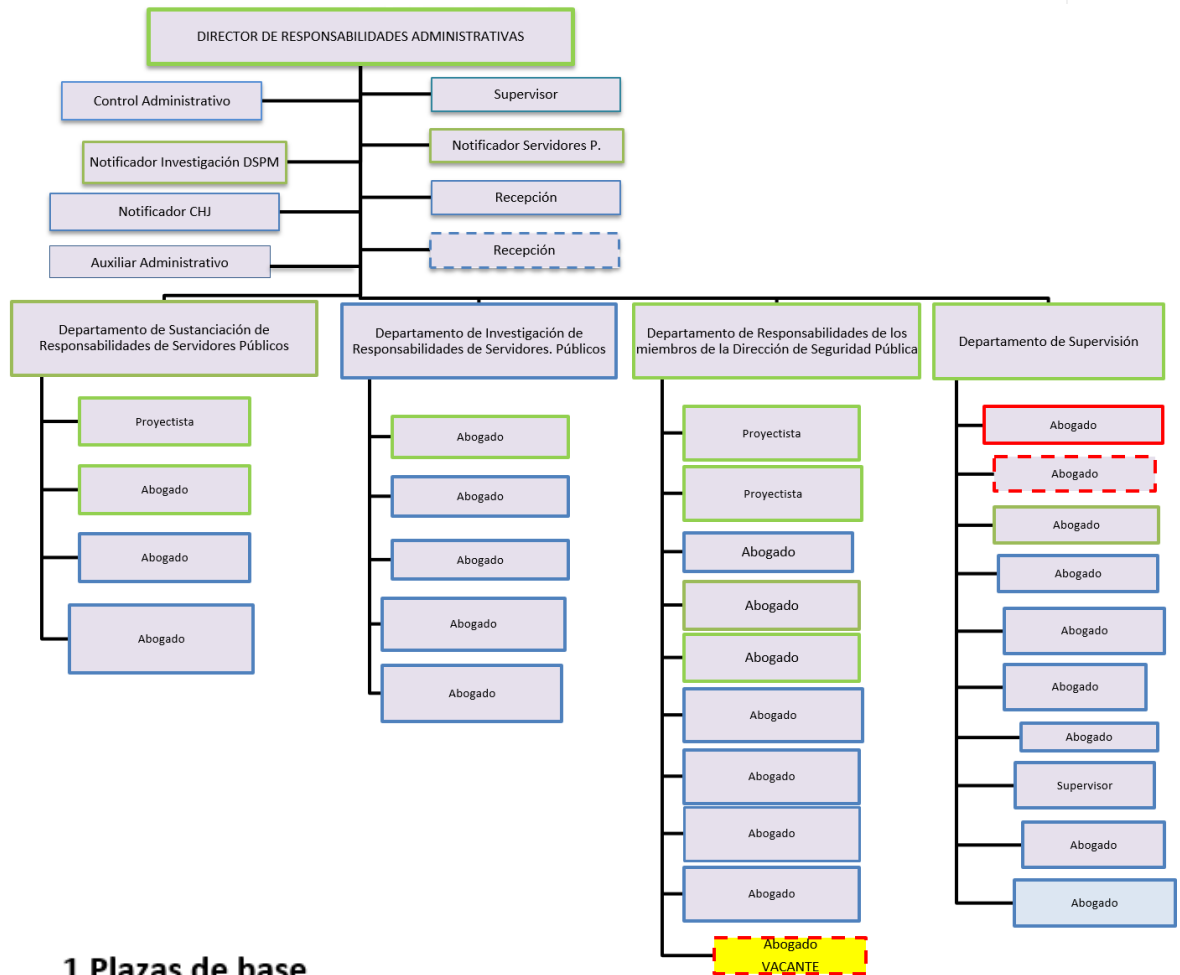 DIRECTOR DE RESPONSABILIDADES ADMINISTRATIVAS
Control Administrativo
Supervisor
Notificador Investigación DSPM
Notificador Servidores P.
Notificador CHJ
Recepción
Auxiliar Administrativo
Recepción
Departamento de Sustanciación de
Responsabilidades de Servidores Públicos
Proyectista
Abogado
Abogado
Abogado
Departamento de Investigación de
Responsabilidades de Servidores. Públicos
Abogado
Abogado
Abogado
Abogado
Abogado
Departamento de Responsabilidades de los
miembros de la Dirección de Seguridad Pública
Proyectista
Proyectista
Abogado
Abogado
Abogado
Abogado
Abogado
Abogado
Abogado
Abogado
VACANTE
Departamento de Supervisión
Abogado
Abogado
Abogado
Abogado
Abogado
Abogado
Abogado
Supervisor
Abogado
Abogado
1 Plazas de base